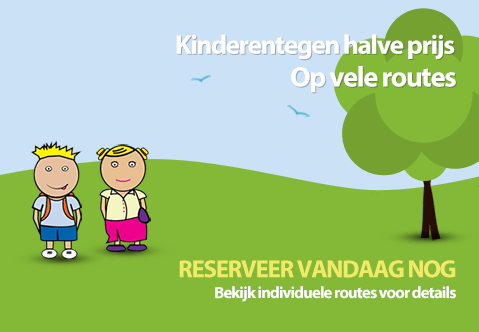 Kinderentegen halve prijs
Op vele routes
RESERVEER VANDAAG NOG
Bekijk individuele routes voor details